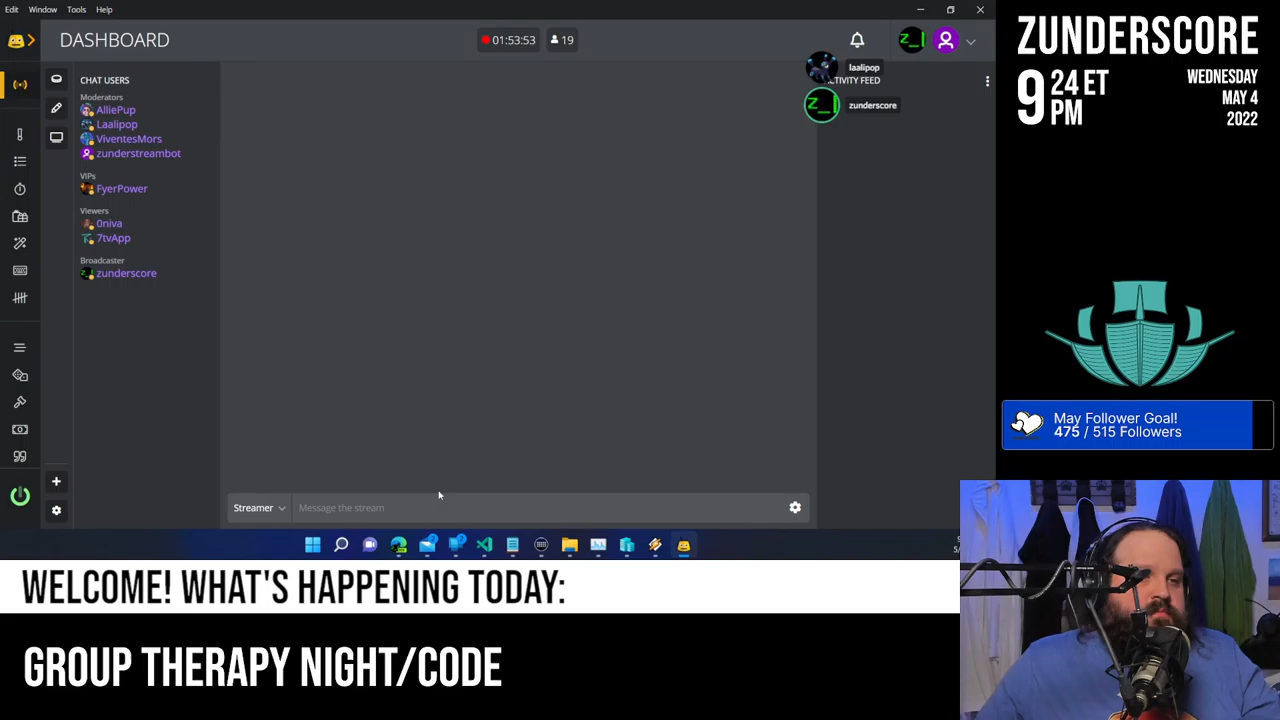 Edit Window Tools Help
DASHBOARD
01:53:53
19
CHAT USERS
Moderators
AlliePup
Laalipop
ViventesMors
zunderstreambot
VIPs
FyerPower
Viewers
0niva
7tvApp
Broadcaster
zunderscore
laalipop
CTIVITY FEED
z_|
zunderscore
Streamer
Message the stream
ZUNDERSCORE
9 24 ET
PM
WEDNESDAY
MAY 4
2022
May Follower Goal!
475 / 515 Followers
WELCOME! WHAT'S HAPPENING TODAY:
GROUP THERAPY NIGHT/CODE